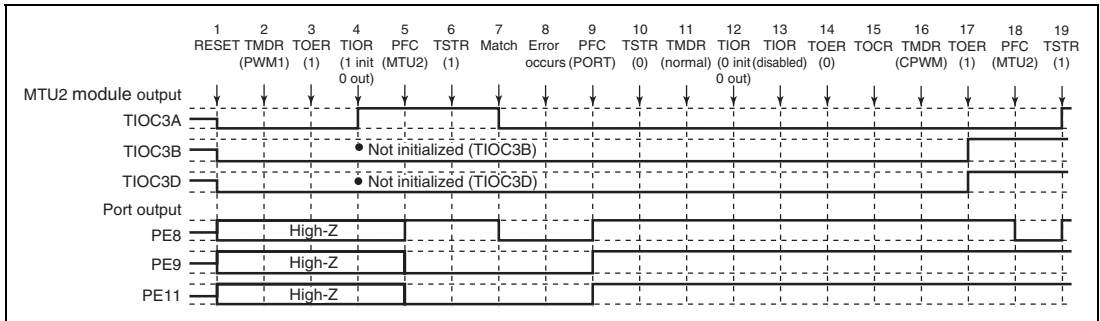 1 2 3 4 5 6 7 8 9 10 11 12 13 14 15 16 17 18 19
RESET TMDR TOER TIOR PFC TSTR Match Error PFC TSTR TMDR TIOR TIOR TOER TOCR TMDR TOER PFC TSTR
(PWM1) (1) (1 init (MTU2) (1) occurs (PORT) (0) (normal) (0 init (disabled) (0) (CPWM) (1) (MTU2) (1)
0 out) 0 out)
MTU2 module output
TIOC3A
TIOC3B • Not initialized (TIOC3B)
TIOC3D • Not initialized (TIOC3D)
Port output
PE8 High-Z
PE9 High-Z
PE11 High-Z